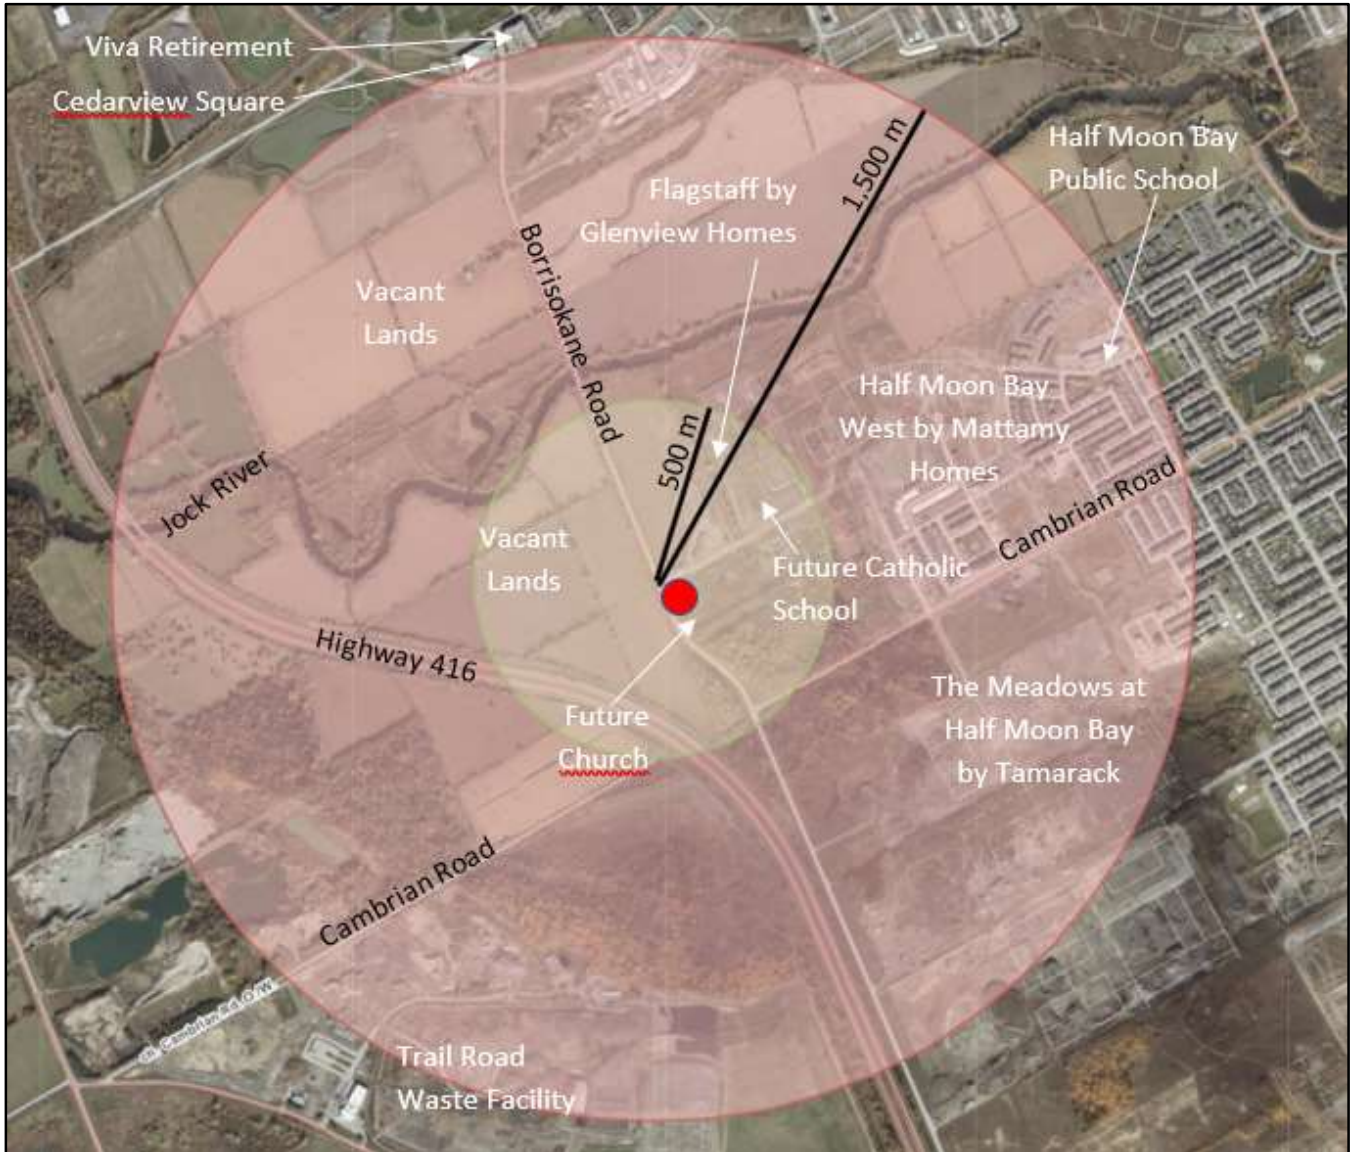 Viva Retirement
Cedarview Square
Half Moon Bay
Public School
1,500 m
Flagstaff by
Glenview Homes
Borrisokane Road
Vacant
Lands
Half Moon Bay
West by Mattamy
Homes
500 m
Jock River
Cambrian Road
Vacant
Lands
Future Catholic
School
Highway 416
Future
Church
The Meadows at
Half Moon Bay
by Tamarack
Cambrian Road
Cambrian Rd. O/W
Trail Road
Waste Facility